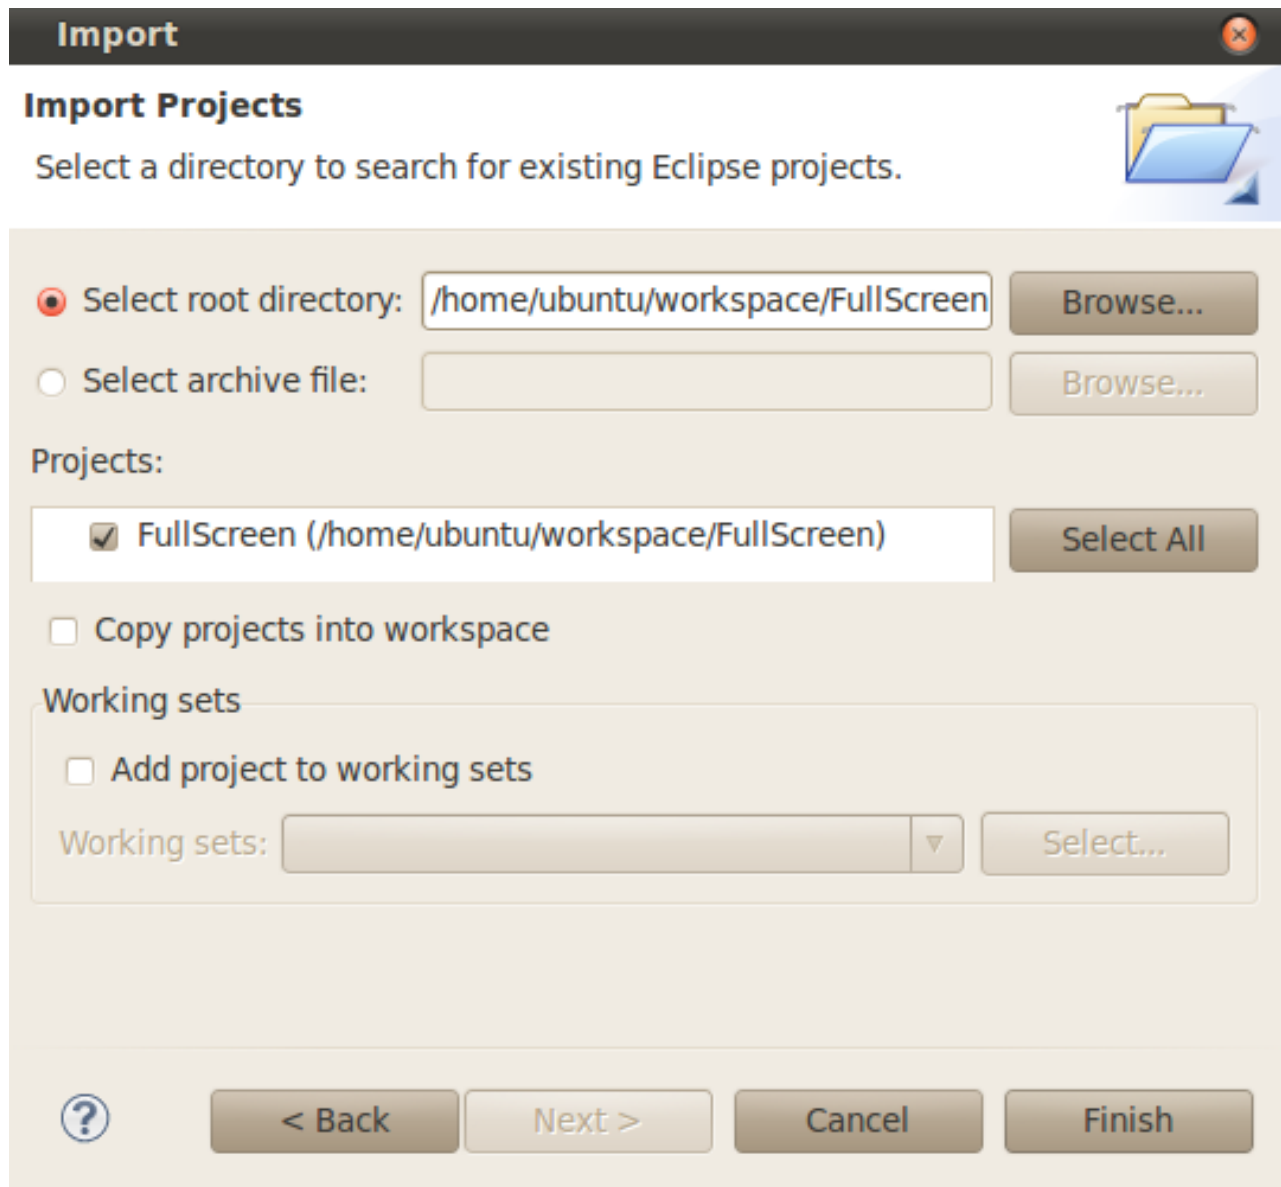 Import
Import Projects
Select a directory to search for existing Eclipse projects.
Select root directory: /home/ubuntu/workspace/FullScreen Browse...
Select archive file: Browse...
Projects:
FullScreen (/home/ubuntu/workspace/FullScreen) Select All
Copy projects into workspace
Working sets
Add project to working sets
Working sets: Select...
? < Back Next > Cancel Finish